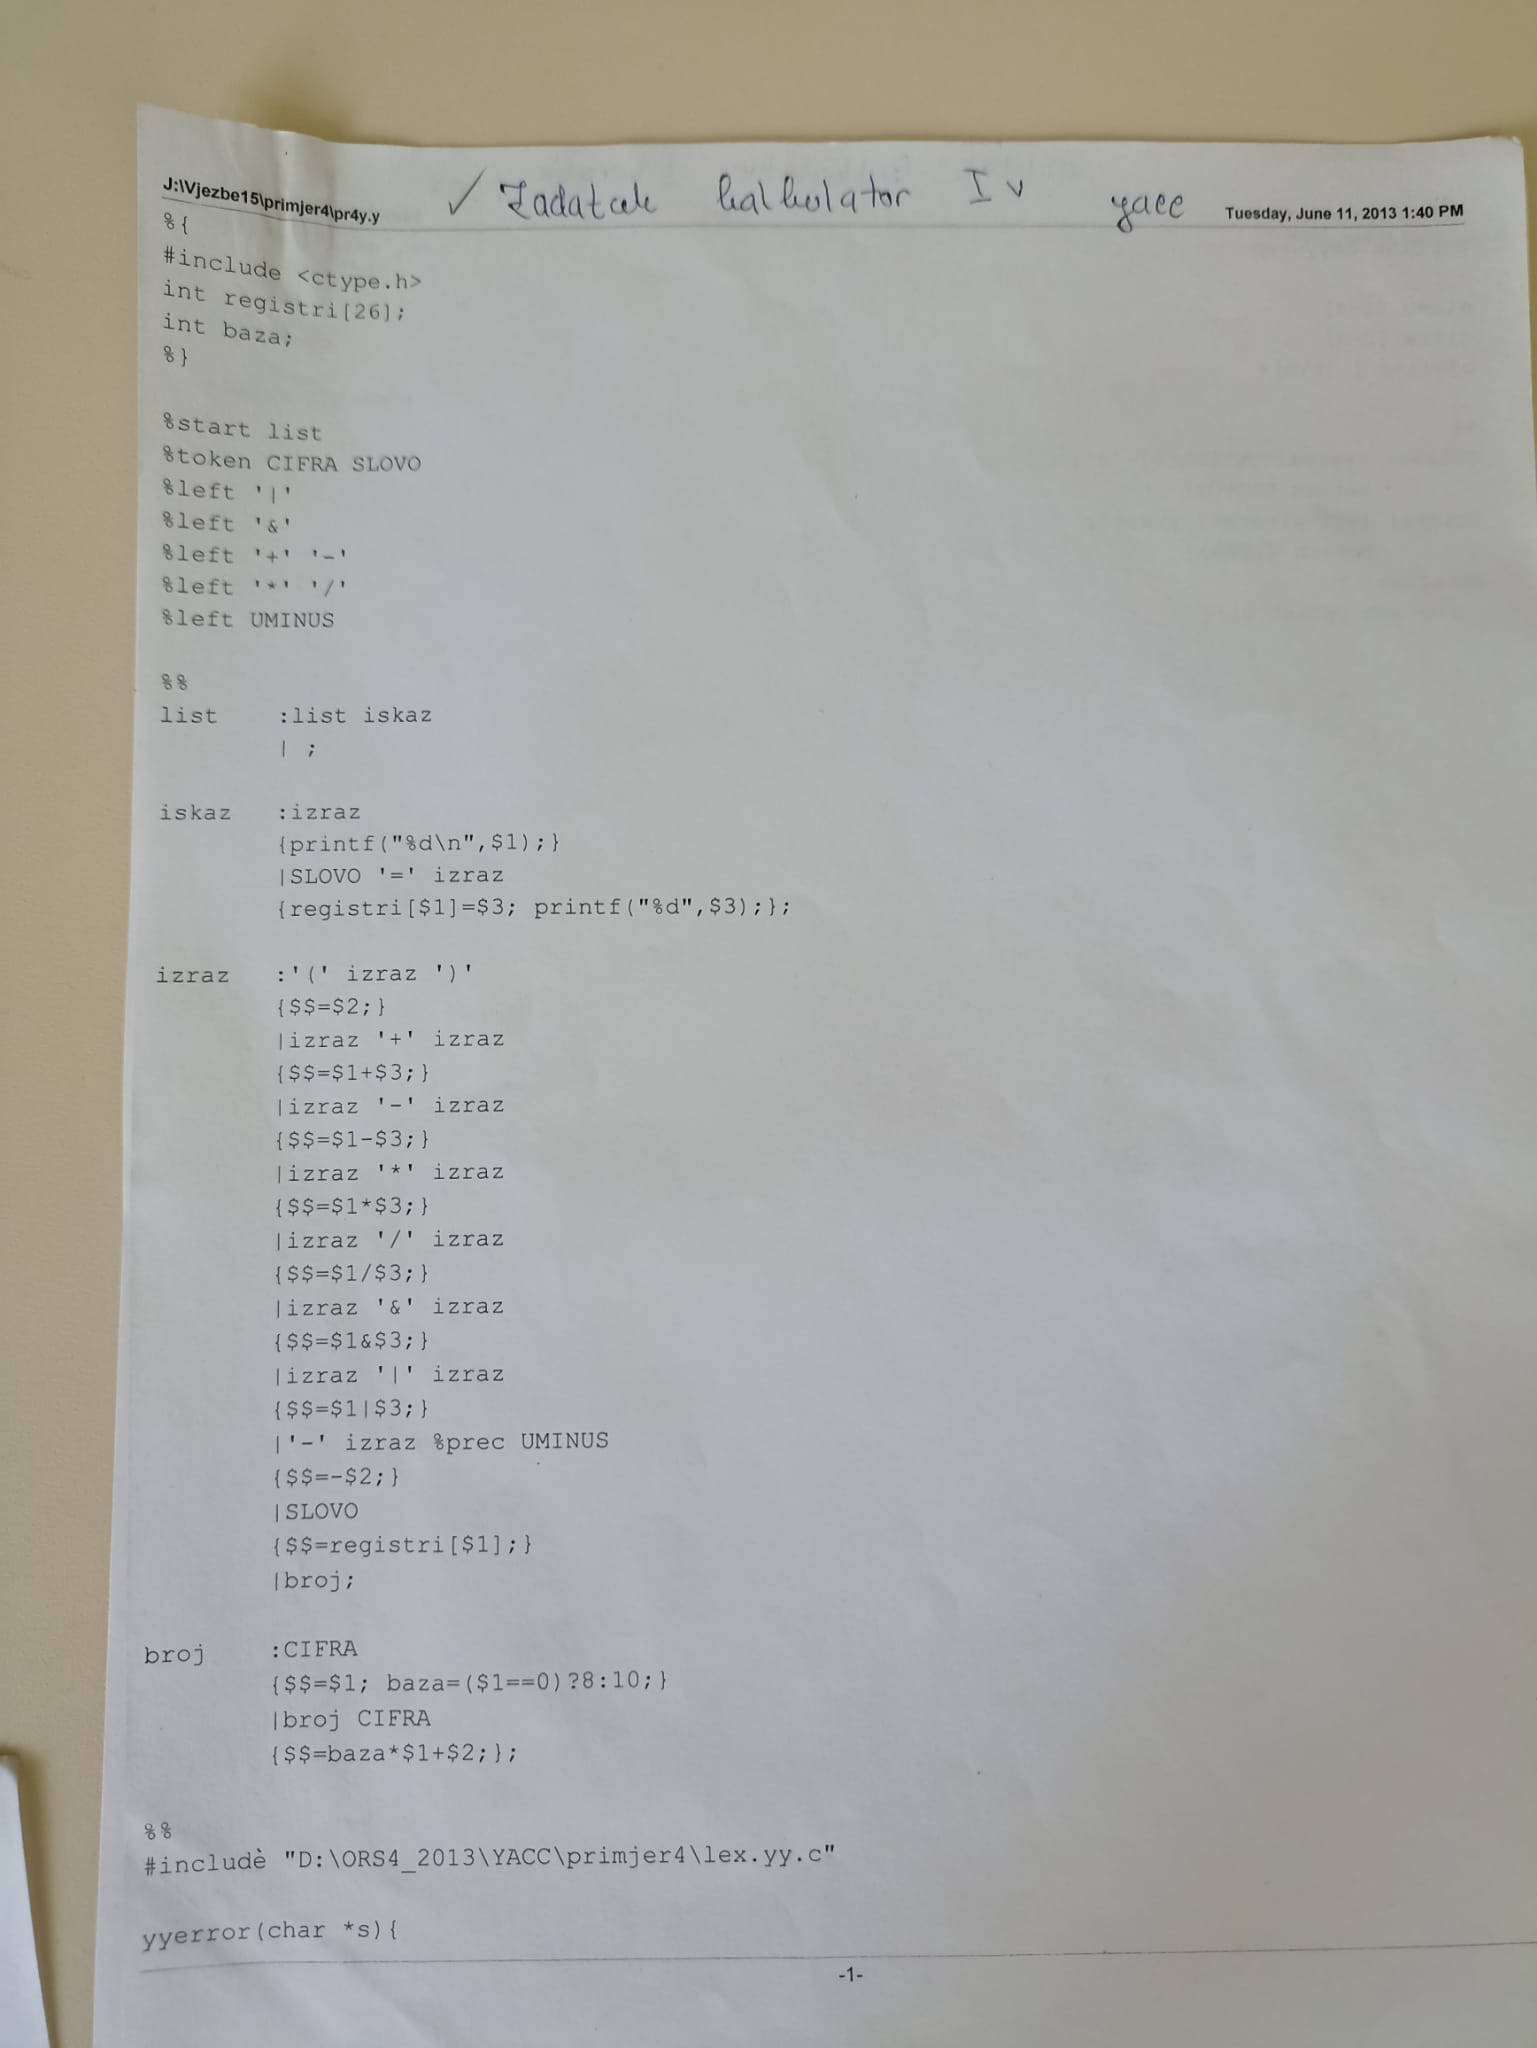 J:\Vjezbe15\primjer4\pr4y.y ✓ Zadatak kalkulator IV yacc Tuesday, June 11, 2013 1:40 PM
%{
#include <ctype.h>
int registri[26];
int baza;
%}
%start list
%token CIFRA SLOVO
%left '|'
%left '&'
%left '+' '-'
%left '*' '/'
%left UMINUS
%%
list :list iskaz
| ;
iskaz :izraz
{printf("%d\n",$1);}
|SLOVO '=' izraz
{registri[$1]=$3; printf("%d",$3);};
izraz :'(' izraz ')'
{$$=$2;}
|izraz '+' izraz
{$$=$1+$3;}
|izraz '-' izraz
{$$=$1-$3;}
|izraz '*' izraz
{$$=$1*$3;}
|izraz '/' izraz
{$$=$1/$3;}
|izraz '&' izraz
{$$=$1&$3;}
|izraz '|' izraz
{$$=$1|$3;}
|'-' izraz %prec UMINUS
{$$=-$2;}
|SLOVO
{$$=registri[$1];}
|broj;
broj :CIFRA
{$$=$1; baza=($1==0)?8:10;}
|broj CIFRA
{$$=baza*$1+$2;};
%%
#include "D:\ORS4_2013\YACC\primjer4\lex.yy.c"
yyerror(char *s){
-1-